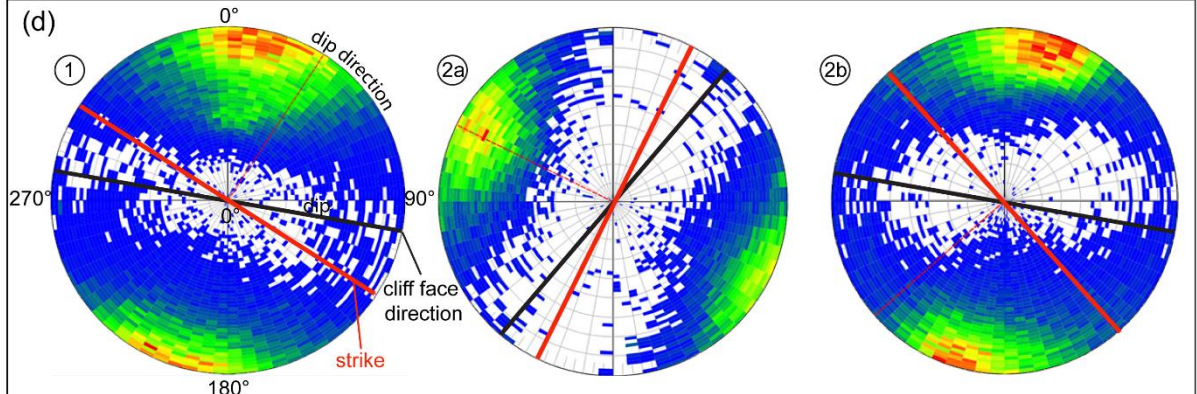 (d)
0°
1
dip direction
2a
2b
270°
0°
dip
90°
cliff face
direction
strike
180°